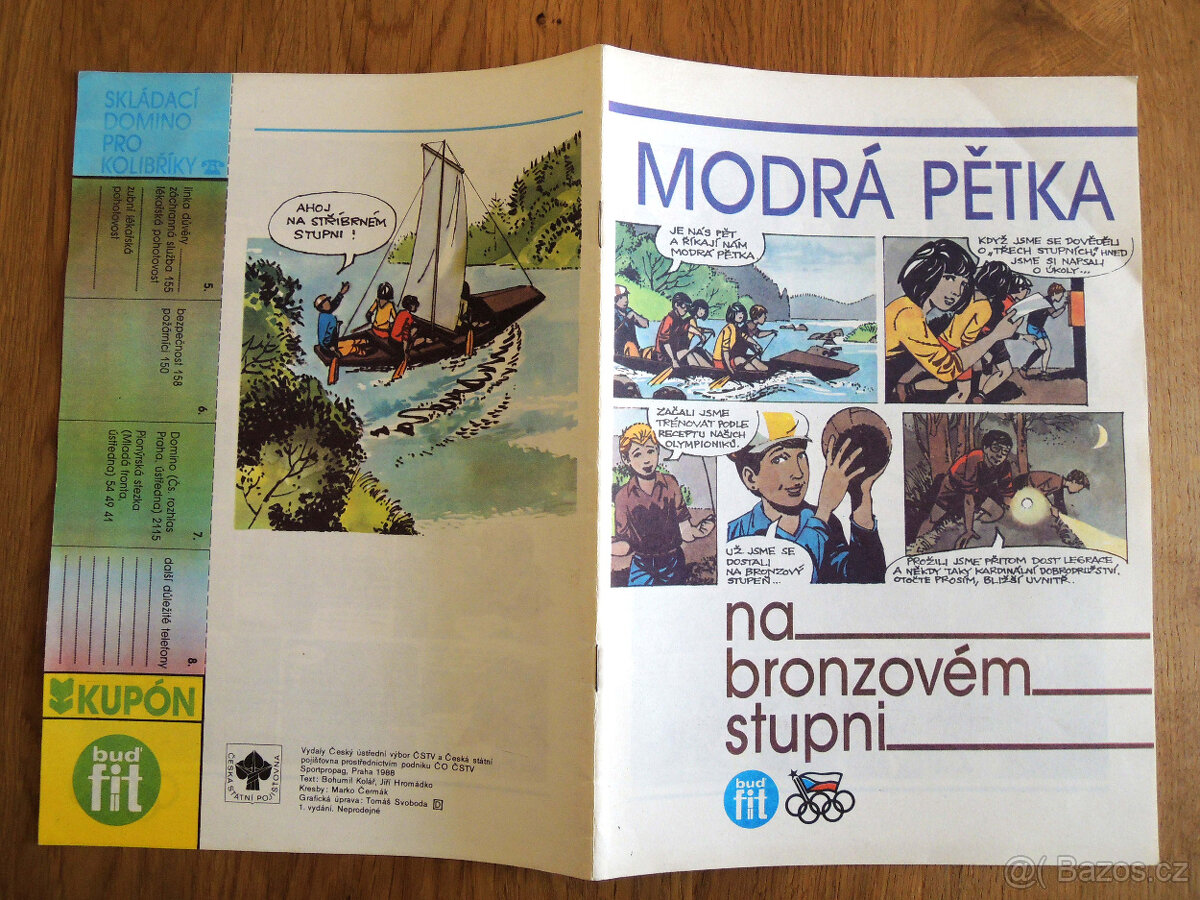 SKLÁDACÍ
DOMINO
PRO
KOLIBŘÍKY
linka důvěry
záchranná služba 155
lékařská pohotovost
zubní lékařská
pohotovost
5.
bezpečnost 158
požárníci 150
6.
Domino (Čs. rozhlas
Praha, ústředna) 2115
Pionýrská stezka
(Mladá fronta,
ústředna) 54 49 41
7.
další důležité telefony
8.
KUPÓN
buď
fit
AHOJ
NA STŘÍBRNÉM
STUPNI !
ČESKÁ STÁTNÍ POJIŠŤOVNA
Vydaly Český ústřední výbor ČSTV a Česká státní
pojišťovna prostřednictvím podniku ČO ČSTV
Sportpropag, Praha 1988
Text: Bohumil Kolář, Jiří Hromádko
Kresby: Marko Čermák
Grafická úprava: Tomáš Svoboda D
1. vydání. Neprodejné
MODRÁ PĚTKA
JE NÁS PĚT
A ŘÍKAJÍ NÁM
MODRÁ PĚTKA
KDYŽ JSME SE DOVĚDĚLI
O „TŘECH STUPNÍCH", HNED
JSME SI NAPSALI
O ÚKOLY...
ZAČALI JSME
TRÉNOVAT PODLE
RECEPTU NAŠICH
OLYMPIONIKŮ.
UŽ JSME SE
DOSTALI
NA BRONZOVÝ
STUPEŇ...
PROŽILI JSME PŘITOM DOST LEGRACE
A NĚKDY TAKY KARDINÁLNÍ DOBRODRUŽSTVÍ.
OTOČTE PROSÍM, BLIŽŠÍ UVNITŘ..
na
bronzovém
stupni
buď
fit
@( Bazos.cz